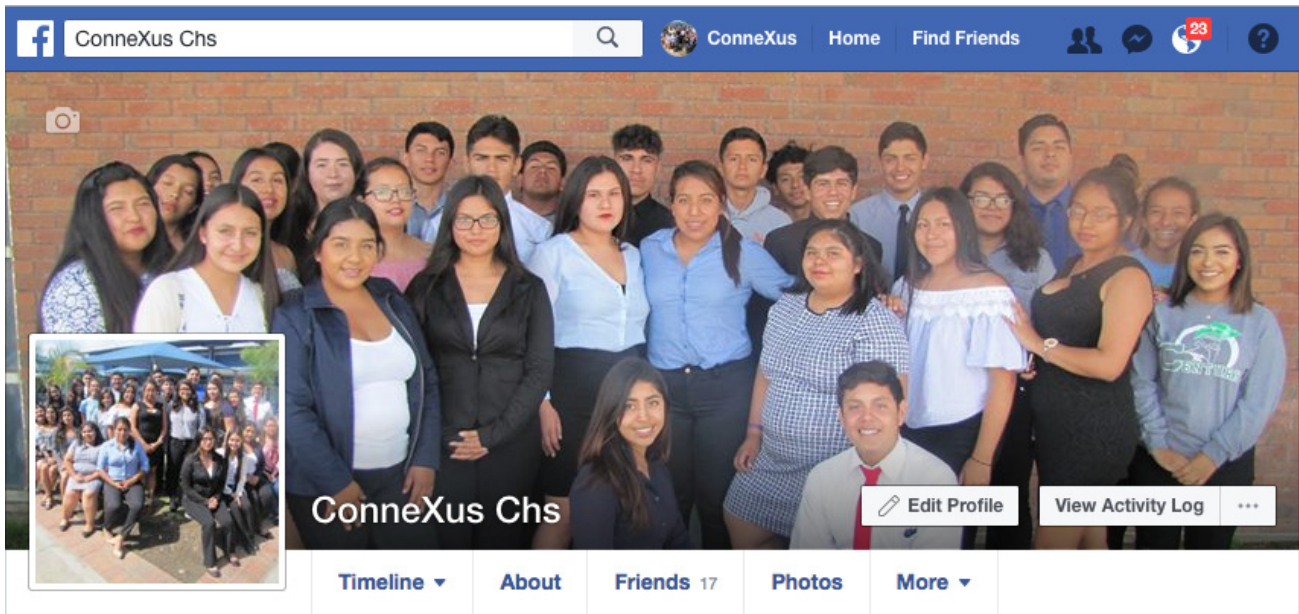 f
ConneXus Chs
ConneXus Home Find Friends 23 ?
ConneXus Chs
Edit Profile
View Activity Log
Timeline
About
Friends 17
Photos
More